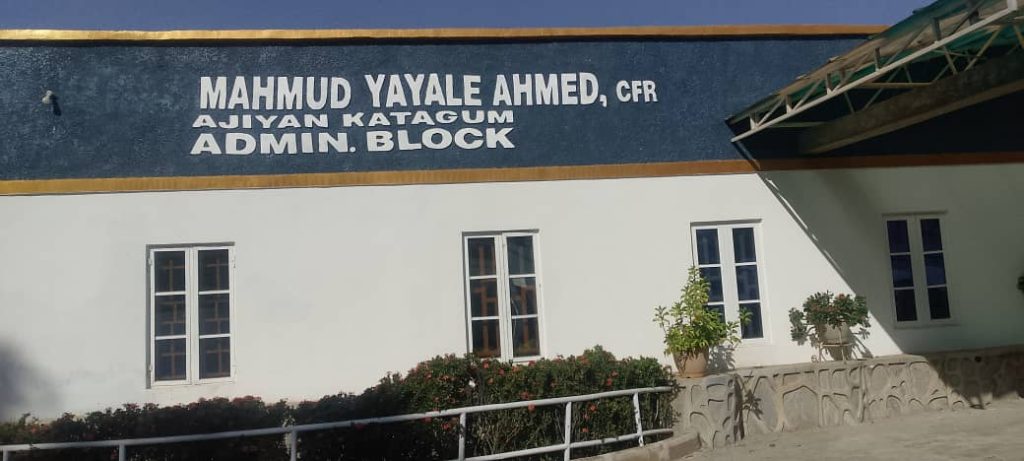 MAHMUD YAYALE AHMED, CFR
AJIYAN KATAGUM
ADMIN. BLOCK